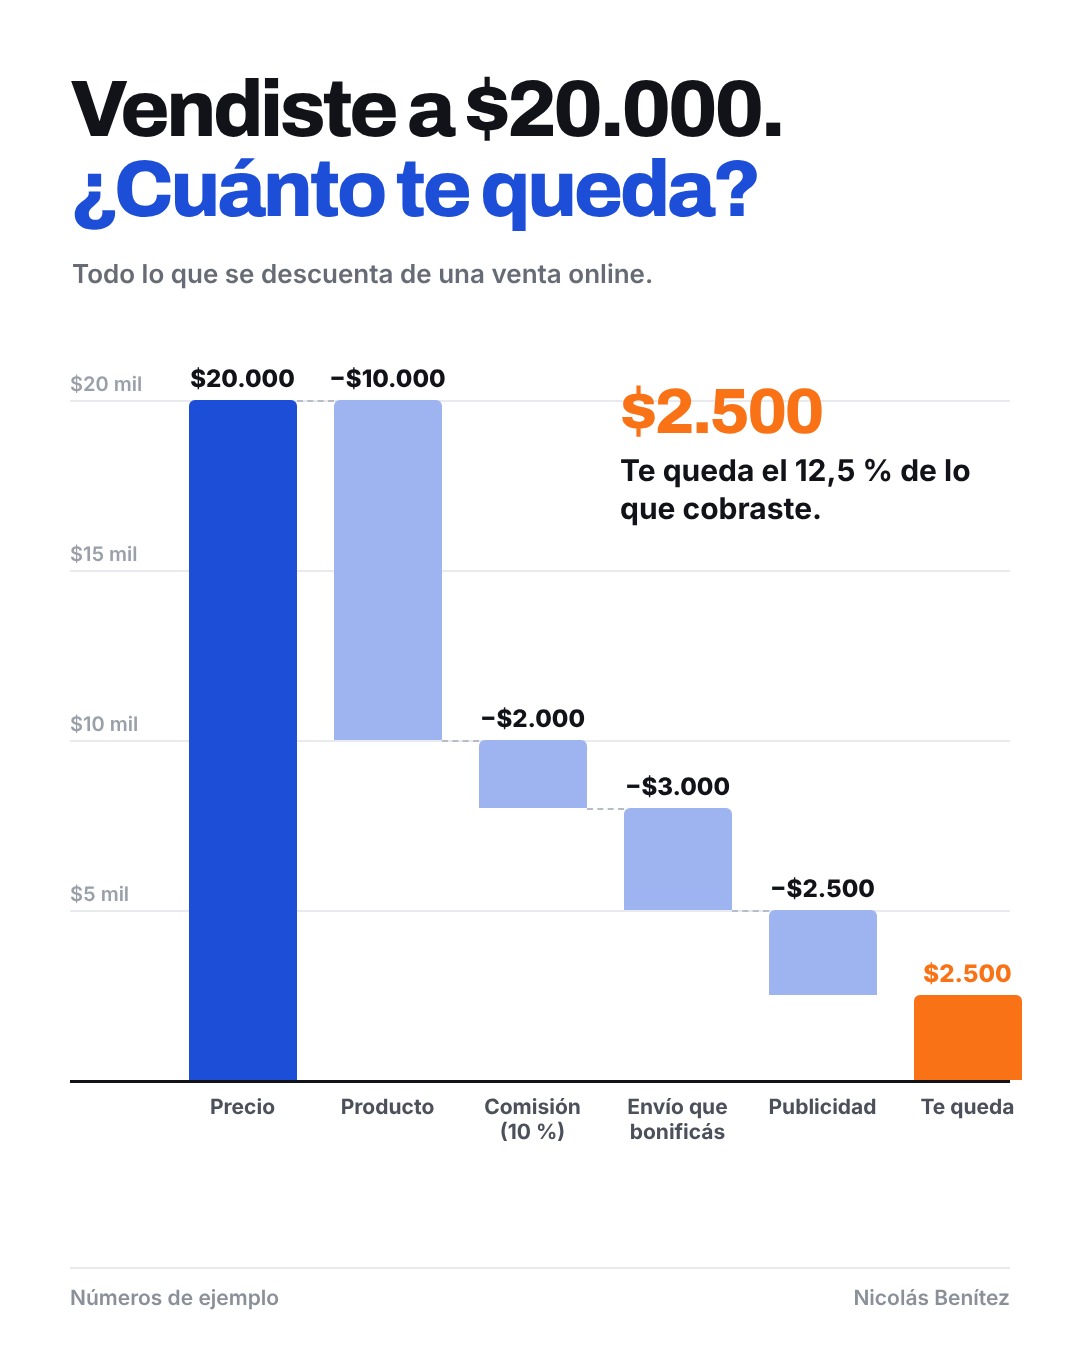 Vendiste a $20.000.
¿Cuánto te queda?
Todo lo que se descuenta de una venta online.
$20 mil
$20.000
−$10.000
$2.500
Te queda el 12,5 % de lo
que cobraste.
$15 mil
$10 mil
−$2.000
−$3.000
$5 mil
−$2.500
$2.500
Precio
Producto
Comisión
(10 %)
Envío que
bonificás
Publicidad
Te queda
Números de ejemplo
Nicolás Benítez